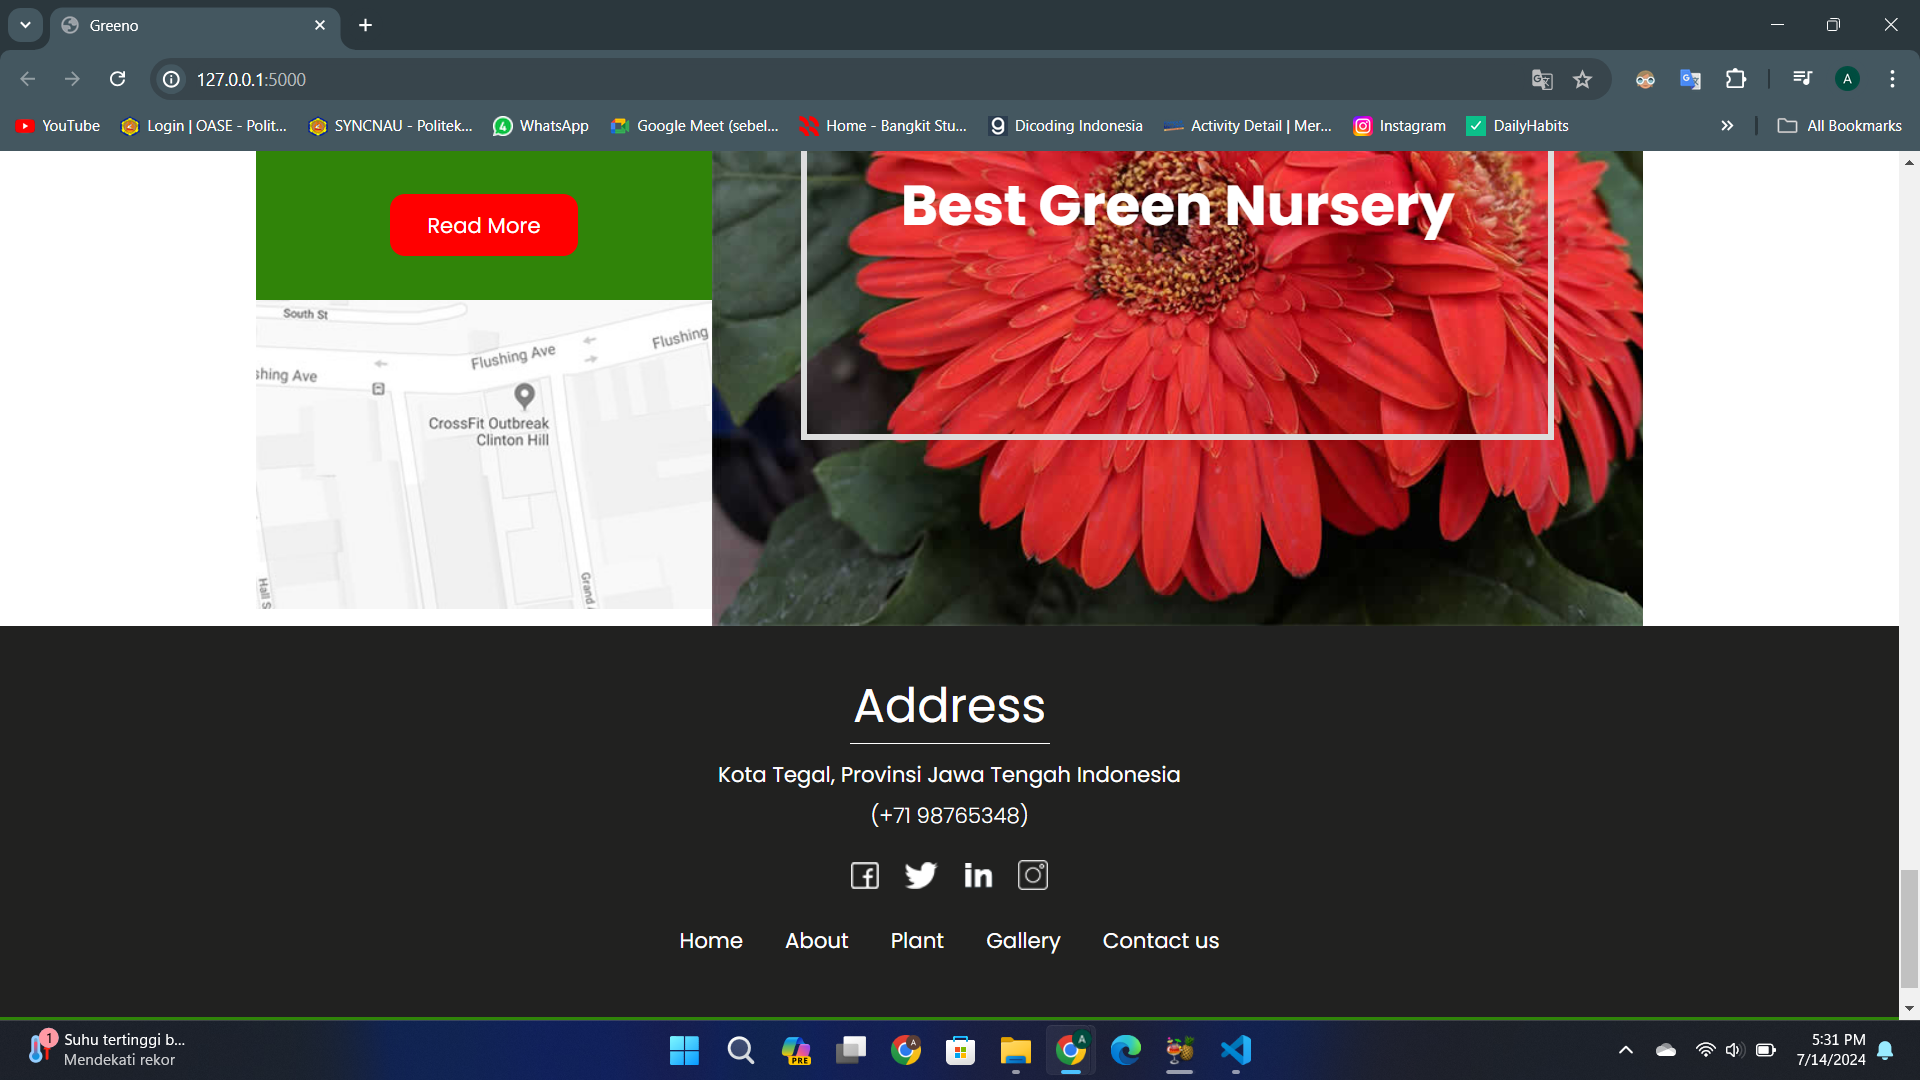 Greeno
127.0.0.1:5000
YouTube
Login | OASE - Polit...
SYNCNAU - Politek...
4
WhatsApp
Google Meet (sebel...
Home - Bangkit Stu...
Dicoding Indonesia
Activity Detail | Mer...
Instagram
DailyHabits
All Bookmarks
A
Read More
Best Green Nursery
South St
Flushing Ave
Flushing
shing Ave
CrossFit Outbreak
Clinton Hill
Hall S
Grand
Address
Kota Tegal, Provinsi Jawa Tengah Indonesia
(+71 98765348)
Home
About
Plant
Gallery
Contact us
1
Suhu tertinggi b...
Mendekati rekor
PRE
A
A
5:31 PM
7/14/2024